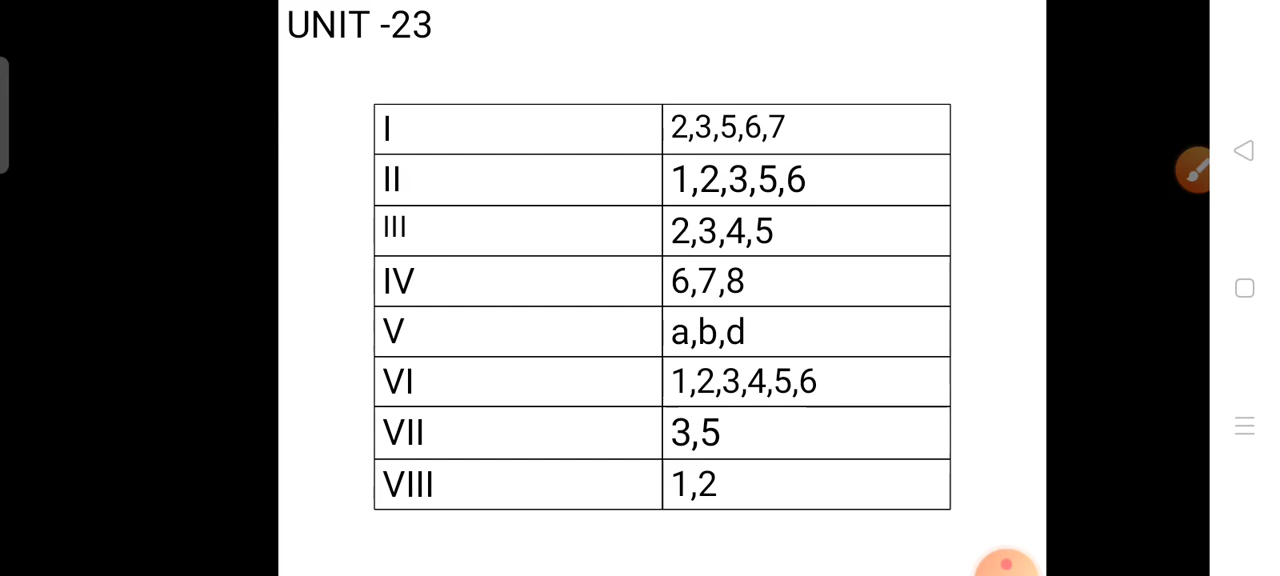 UNIT -23
I 2,3,5,6,7
II 1,2,3,5,6
III 2,3,4,5
IV 6,7,8
V a,b,d
VI 1,2,3,4,5,6
VII 3,5
VIII 1,2